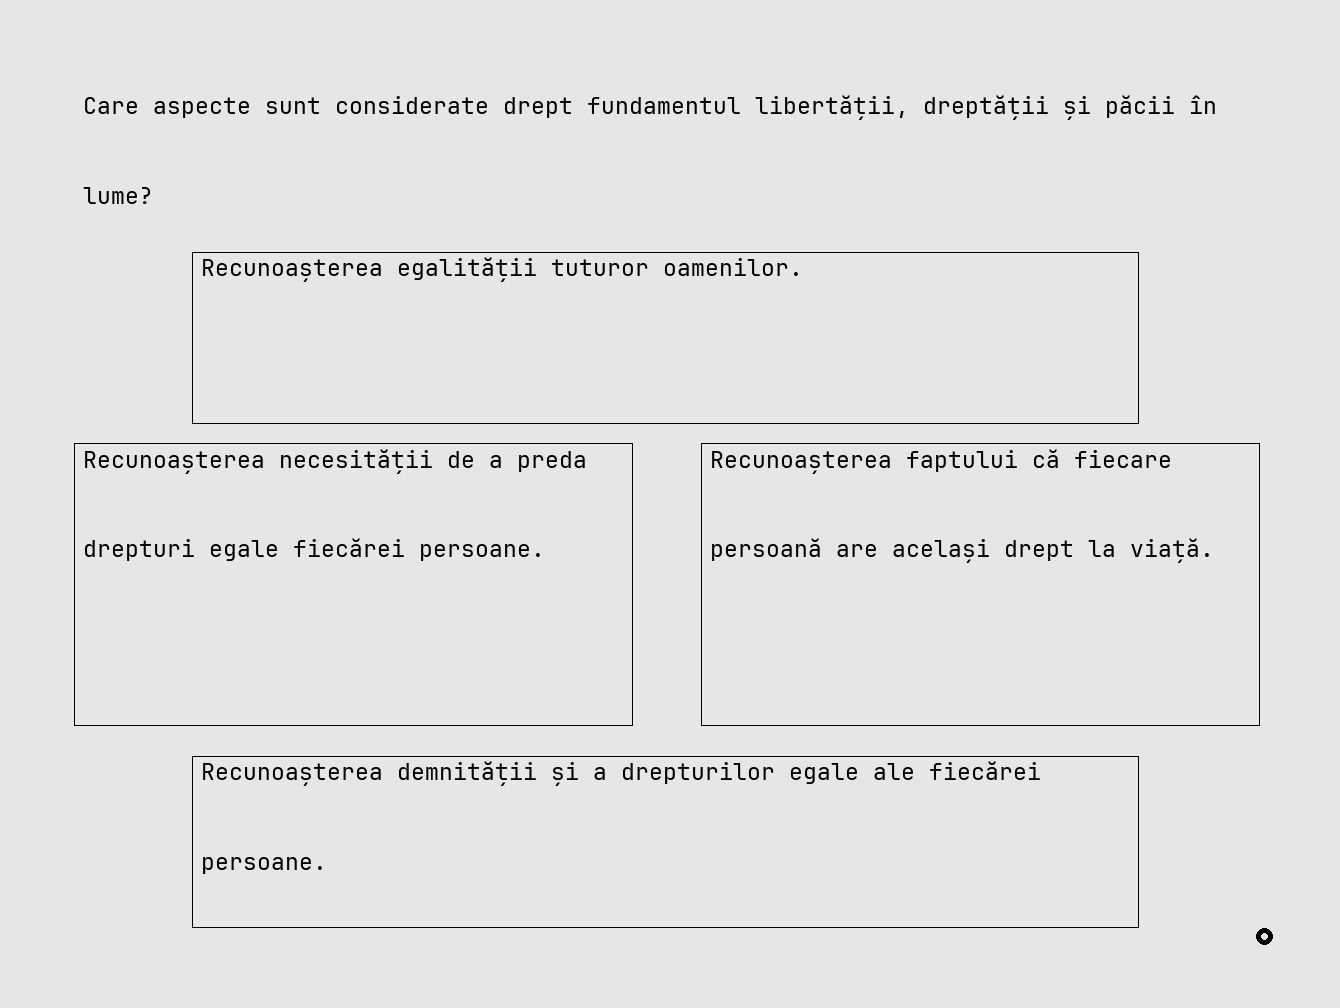 Care aspecte sunt considerate drept fundamentul libertății, dreptății și păcii în
lume?
Recunoașterea egalității tuturor oamenilor.
Recunoașterea necesității de a preda
drepturi egale fiecărei persoane.
Recunoașterea faptului că fiecare
persoană are același drept la viață.
Recunoașterea demnității și a drepturilor egale ale fiecărei
persoane.